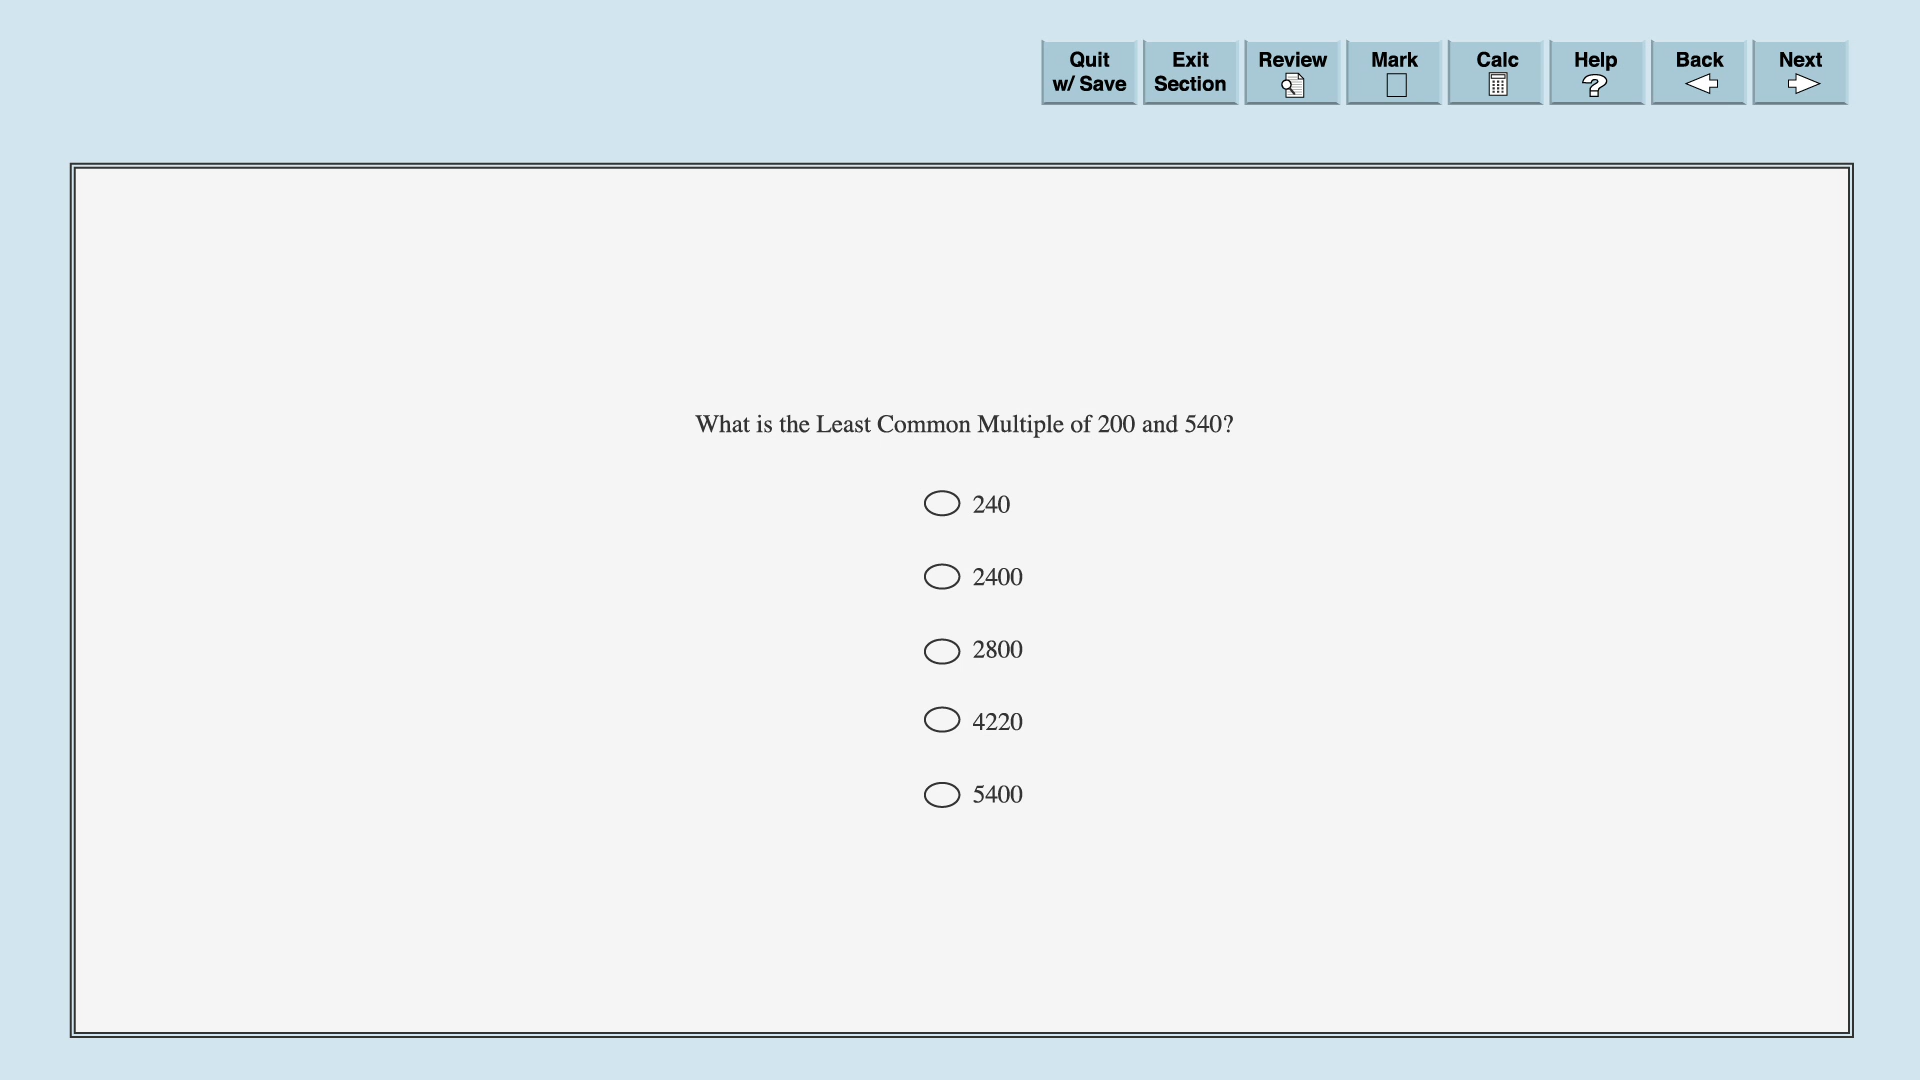 Quit
w/ Save
Exit
Section
Review
Mark
Calc
Help
Back
Next
What is the Least Common Multiple of 200 and 540?
240
2400
2800
4220
5400